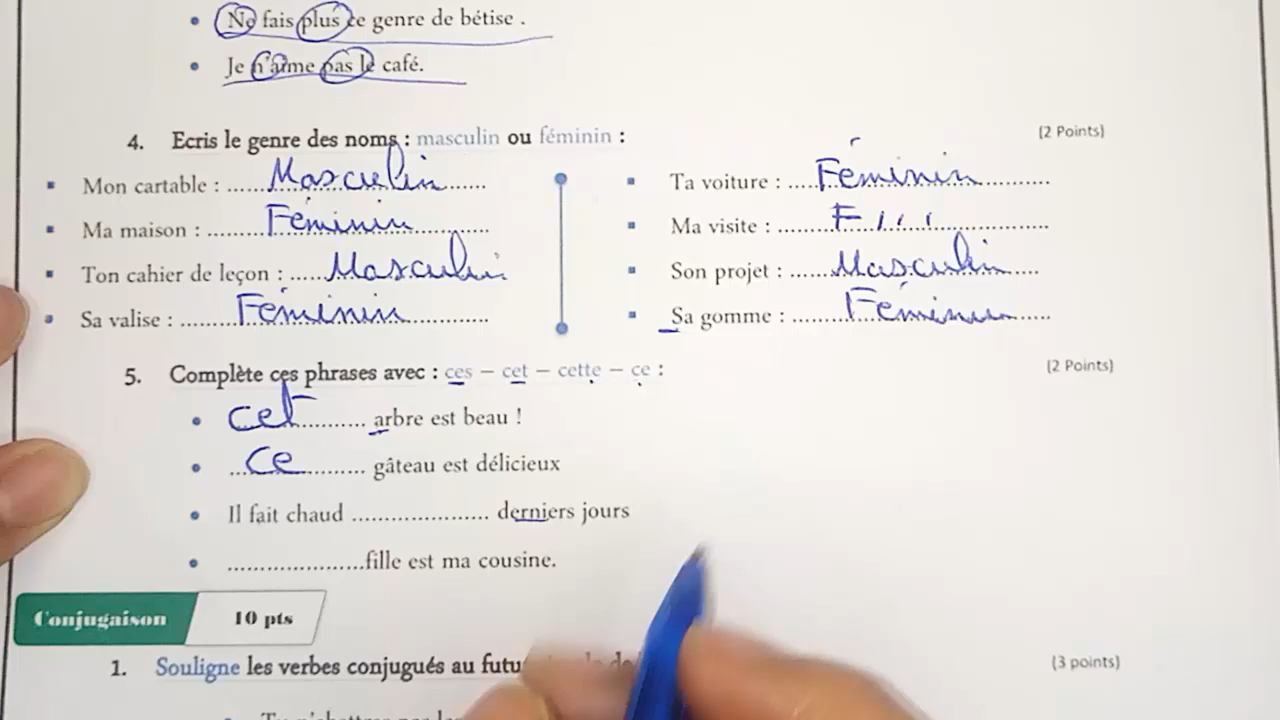 Ne fais plus ce genre de bétise .
Je n'aime pas le café.
4. Ecris le genre des noms : masculin ou féminin : (2 Points)
Mon cartable : ...... Masculin ......
Ta voiture : .... Féminin ............
Ma maison : ........ Féminin ............
Ma visite : ........ F
Ton cahier de leçon : ..... Masculin
Son projet : ...... Masculin ....
Sa valise : ......... Féminin ............
Sa gomme : ........ Féminin .....
5. Complète ces phrases avec : ces – cet – cette – ce : (2 Points)
cet .......... arbre est beau !
ce .......... gâteau est délicieux
Il fait chaud ..................... derniers jours
.....................fille est ma cousine.
Conjugaison 10 pts
1. Souligne les verbes conjugués au (3 points)